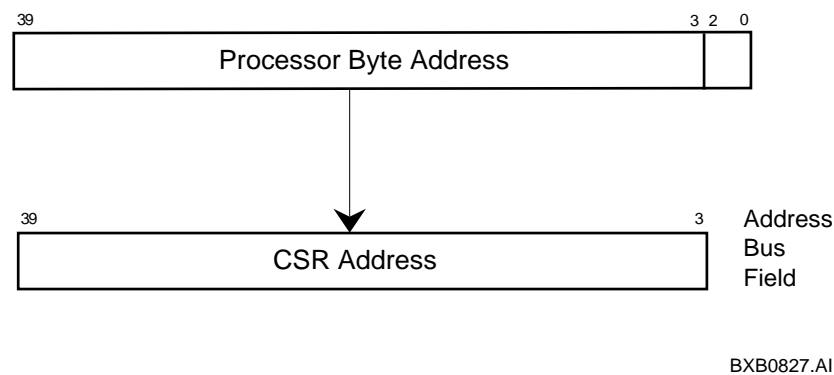 39 3 2 0
Processor Byte Address
39 3
CSR Address
Address
Bus
Field
BXB0827.AI